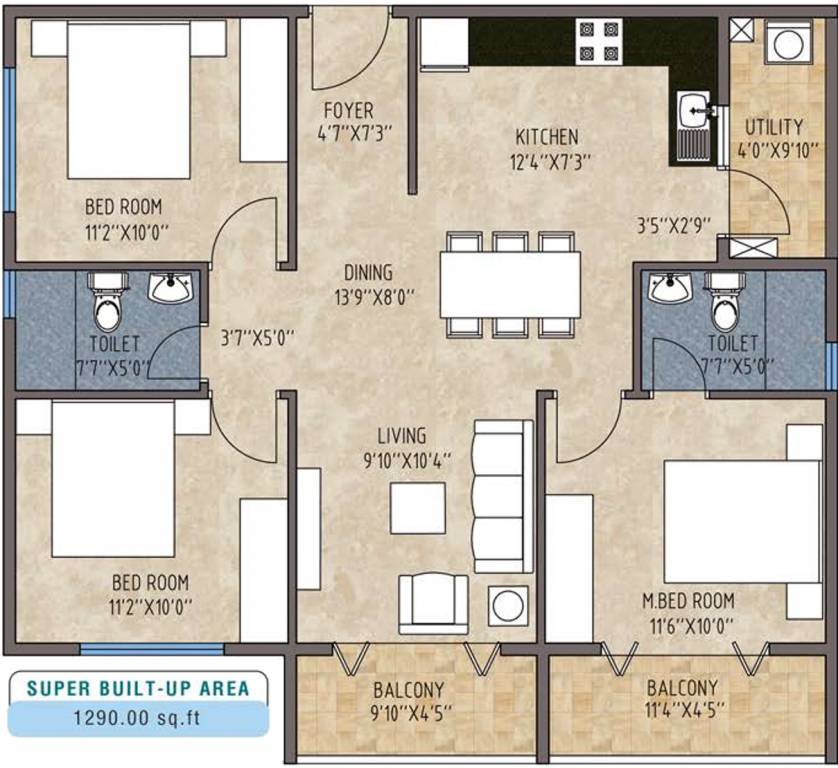 FOYER
4'7"X7'3"
KITCHEN
12'4"X7'3"
UTILITY
4'0"X9'10"
BED ROOM
11'2"X10'0"
3'5"X2'9"
DINING
13'9"X8'0"
TOILET
7'7"X5'0"
3'7"X5'0"
TOILET
7'7"X5'0"
LIVING
9'10"X10'4"
BED ROOM
11'2"X10'0"
M.BED ROOM
11'6"X10'0"
BALCONY
9'10"X4'5"
BALCONY
11'4"X4'5"
SUPER BUILT-UP AREA
1290.00 sq.ft